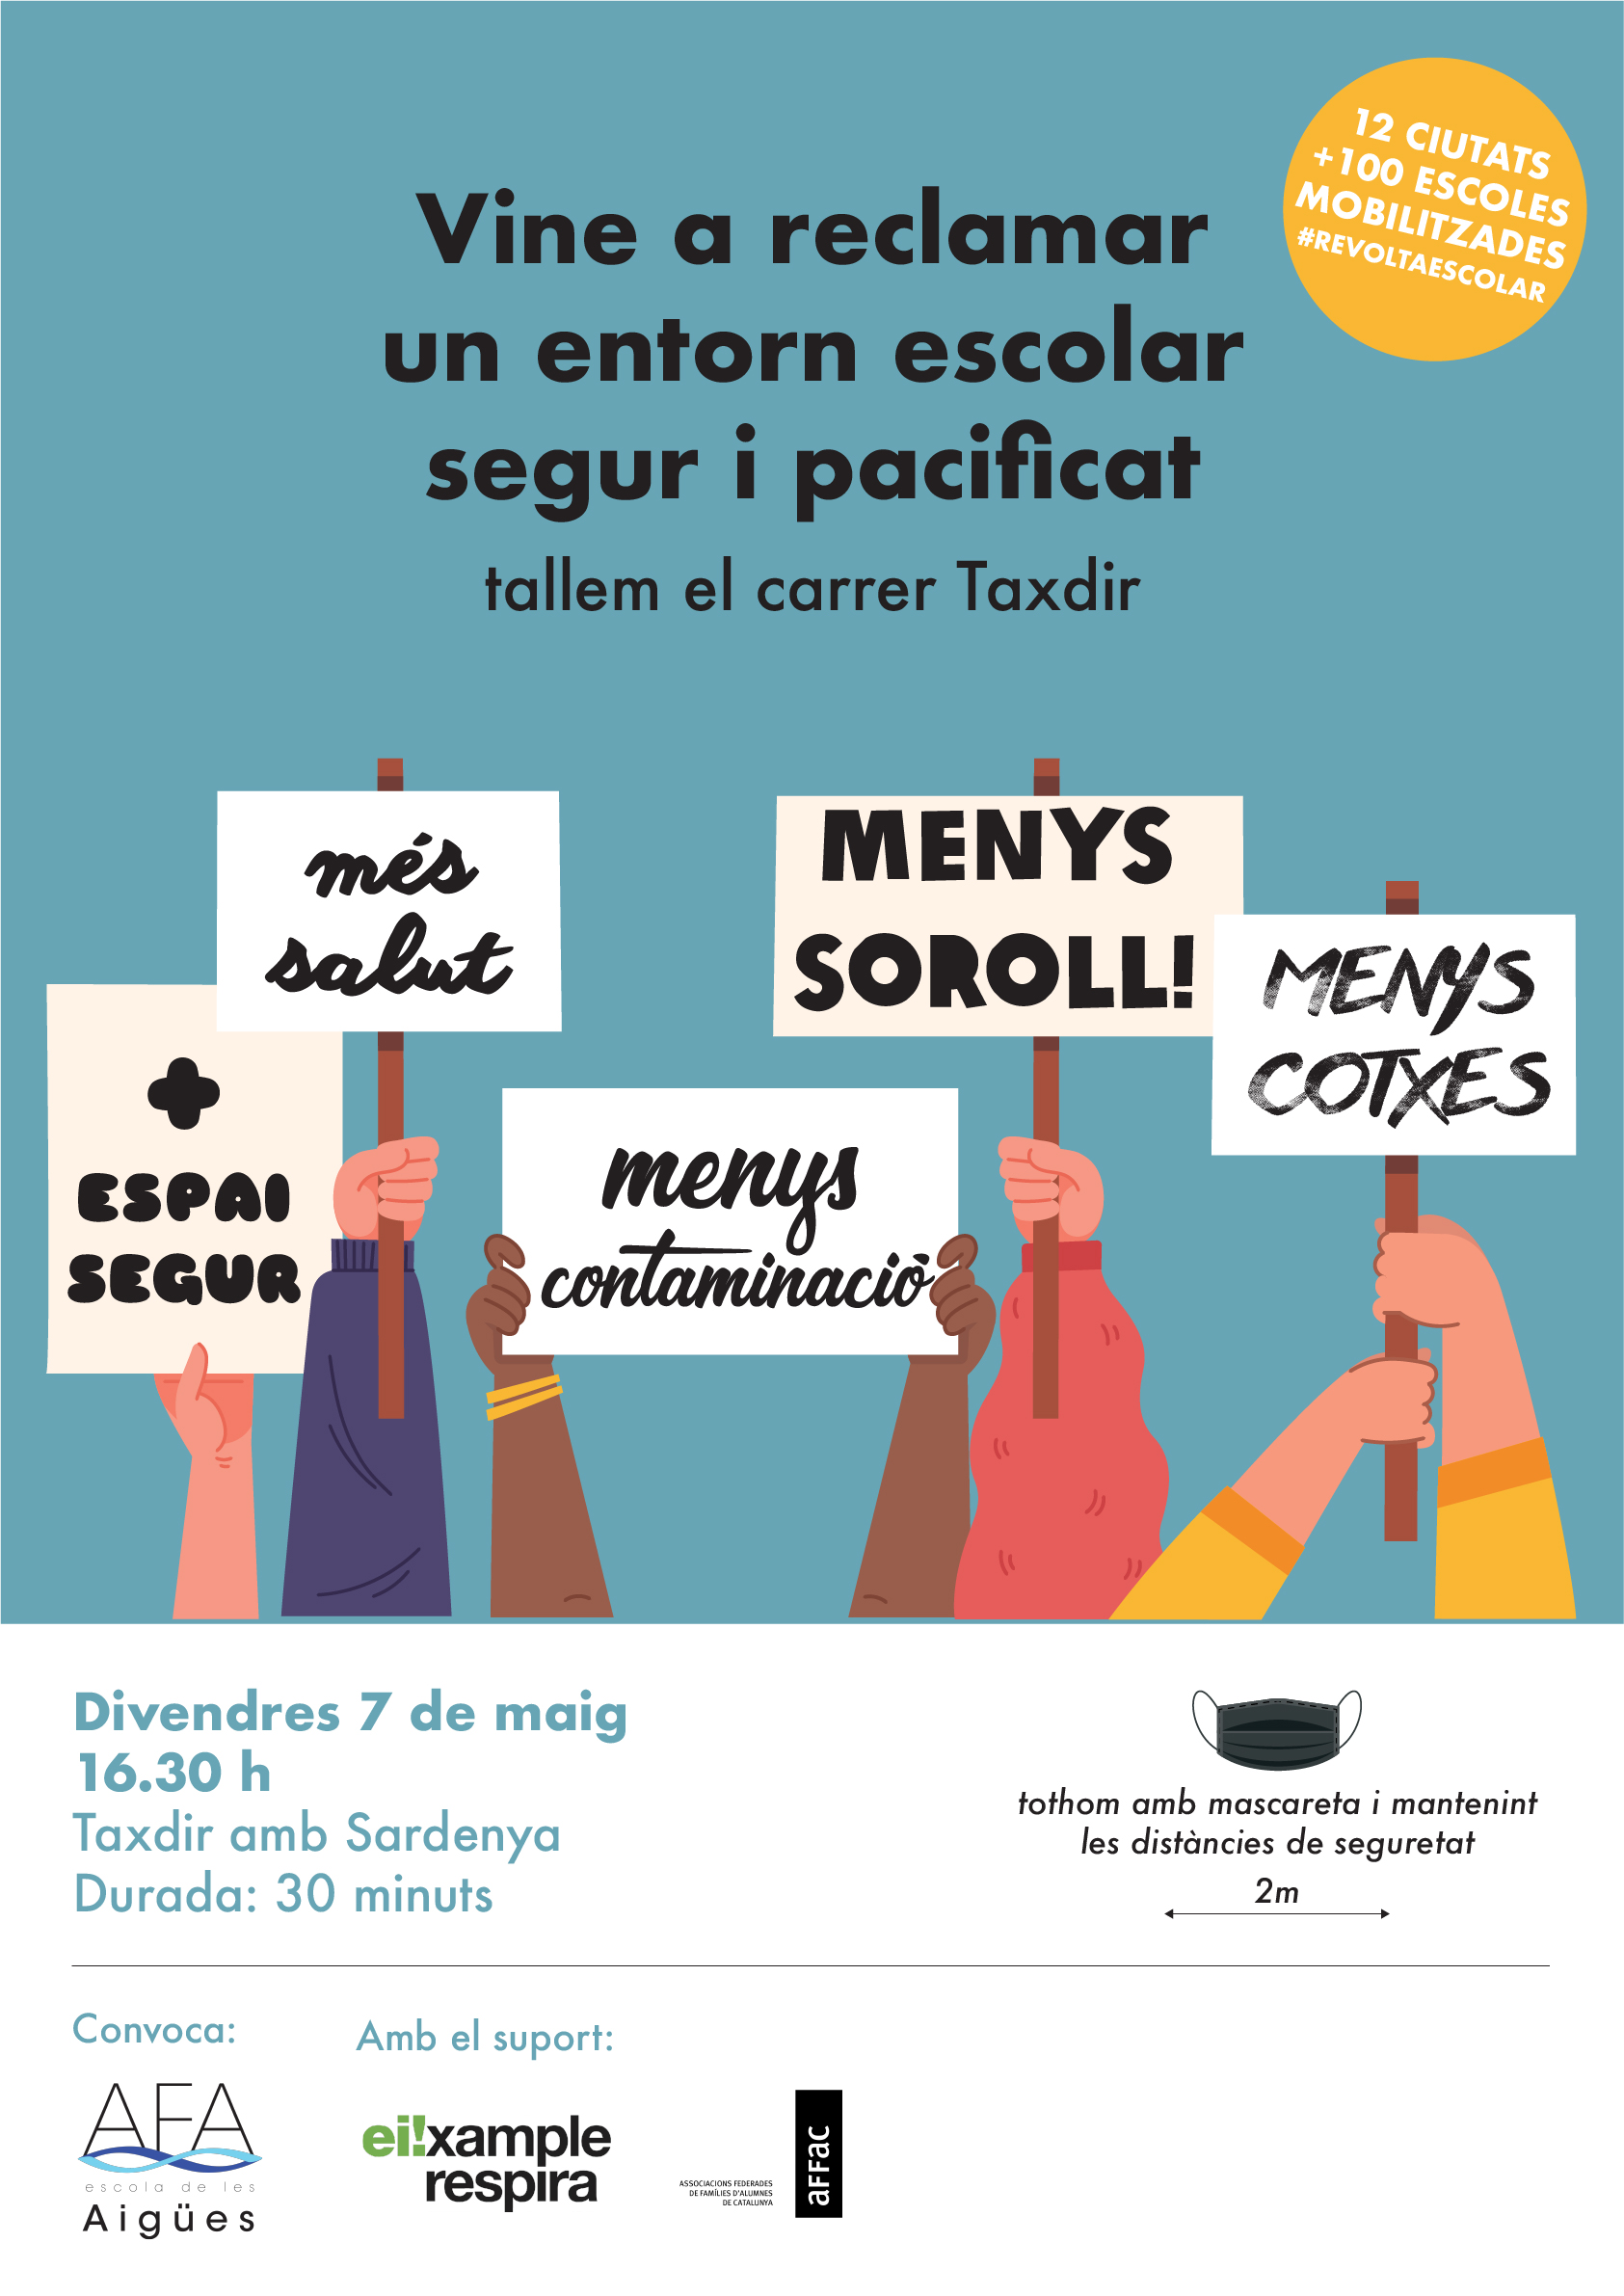 12 CIUTATS
+100 ESCOLES
MOBILITZADES
#REVOLTAESCOLAR
Vine a reclamar
un entorn escolar
segur i pacificat
tallem el carrer Taxdir
més
salut
MENYS
SOROLL!
MENYS
COTXES
+
ESPAI
SEGUR
menys
contaminació
Divendres 7 de maig
16.30 h
Taxdir amb Sardenya
Durada: 30 minuts
tothom amb mascareta i mantenint
les distàncies de seguretat
2m
Convoca:
AFA
escola de les
Aigües
Amb el suport:
ei!xample
respira
ASSOCIACIONS FEDERADES
DE FAMÍLIES D'ALUMNES
DE CATALUNYA
aFFaC